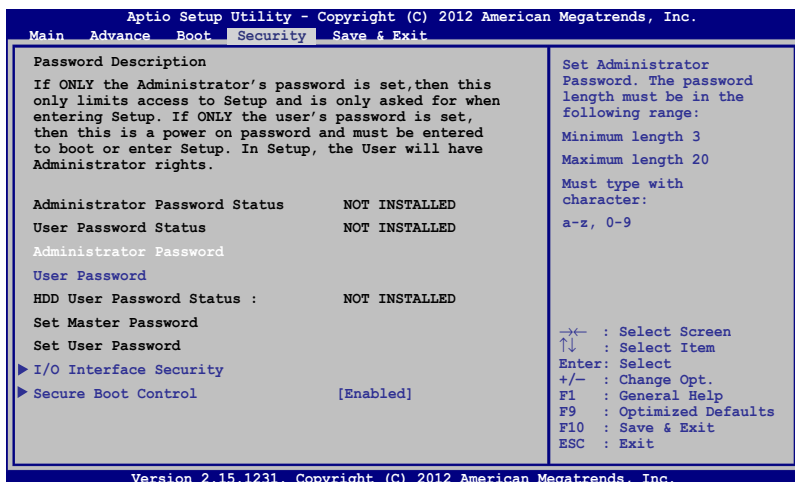 Aptio Setup Utility - Copyright (C) 2012 American Megatrends, Inc.
Main Advance Boot Security Save & Exit
Password Description
If ONLY the Administrator's password is set,then this
only limits access to Setup and is only asked for when
entering Setup. If ONLY the user's password is set,
then this is a power on password and must be entered
to boot or enter Setup. In Setup, the User will have
Administrator rights.
Administrator Password Status NOT INSTALLED
User Password Status NOT INSTALLED
Administrator Password
User Password
HDD User Password Status : NOT INSTALLED
Set Master Password
Set User Password
I/O Interface Security
Secure Boot Control [Enabled]
Set Administrator
Password. The password
length must be in the
following range:
Minimum length 3
Maximum length 20
Must type with
character:
a-z, 0-9
→← : Select Screen
↑↓ : Select Item
Enter: Select
+/— : Change Opt.
F1 : General Help
F9 : Optimized Defaults
F10 : Save & Exit
ESC : Exit
Version 2.15.1231. Copyright (C) 2012 American Megatrends, Inc.